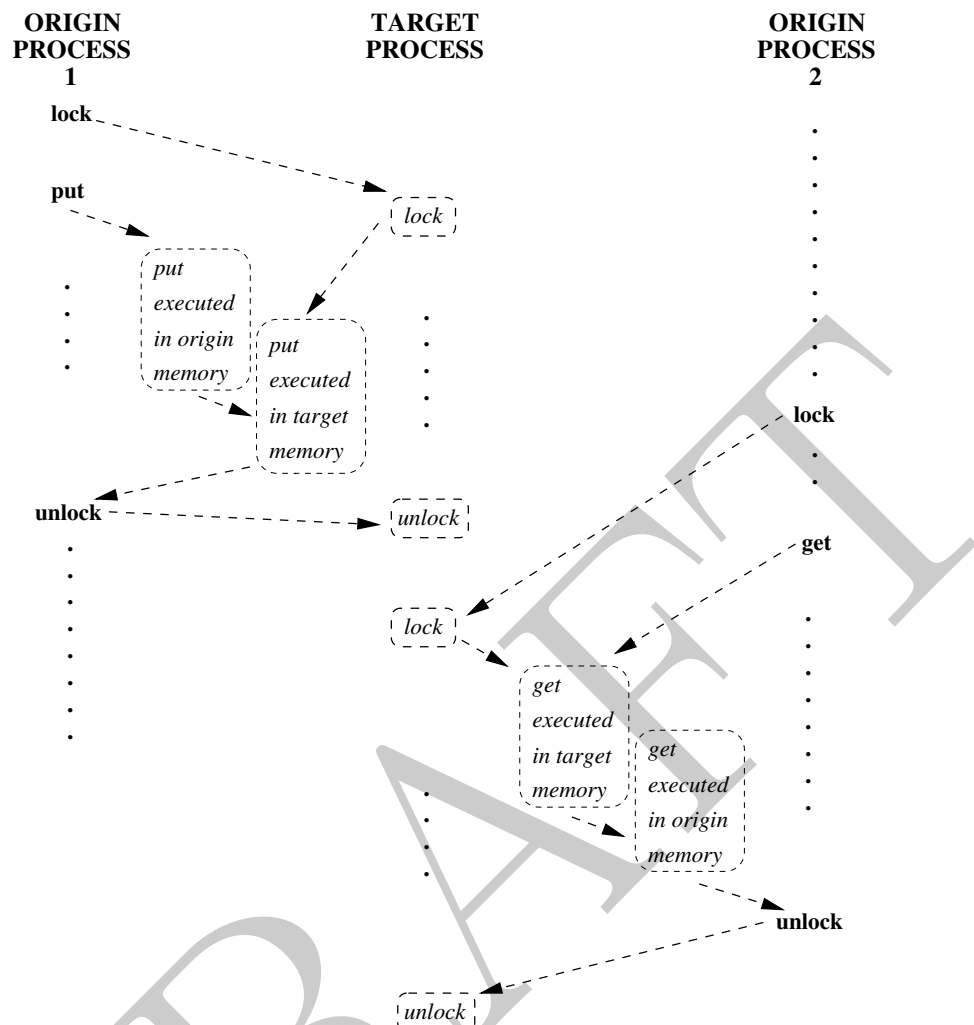 ORIGIN
PROCESS
1
TARGET
PROCESS
ORIGIN
PROCESS
2
lock
put
lock
put
executed
in origin
memory
put
executed
in target
memory
lock
unlock
unlock
get
lock
get
executed
in target
memory
get
executed
in origin
memory
unlock
unlock
DRAFT